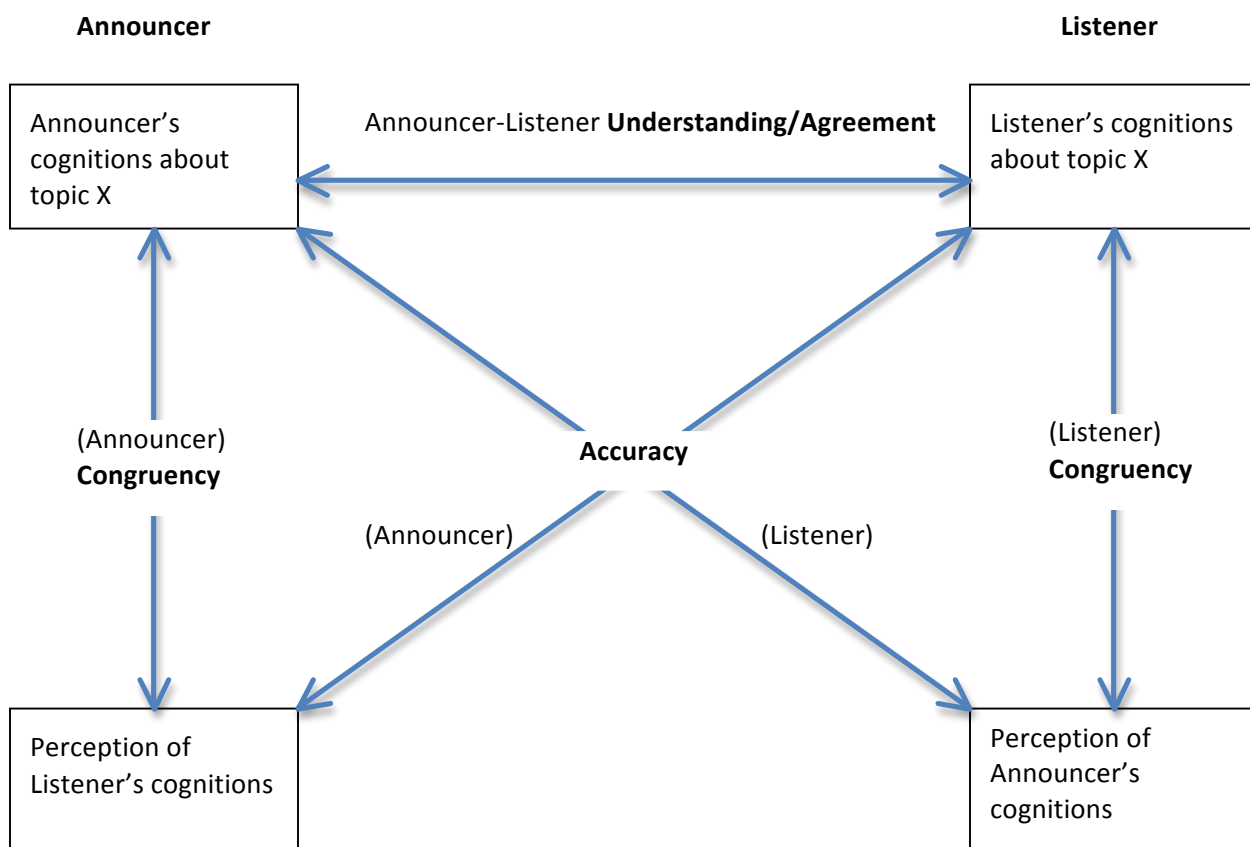 Announcer
Listener
Announcer’s
cognitions about
topic X
Announcer-Listener Understanding/Agreement
Listener’s cognitions
about topic X
(Announcer)
Congruency
Accuracy
(Listener)
Congruency
(Announcer)
(Listener)
Perception of
Listener’s cognitions
Perception of
Announcer’s
cognitions